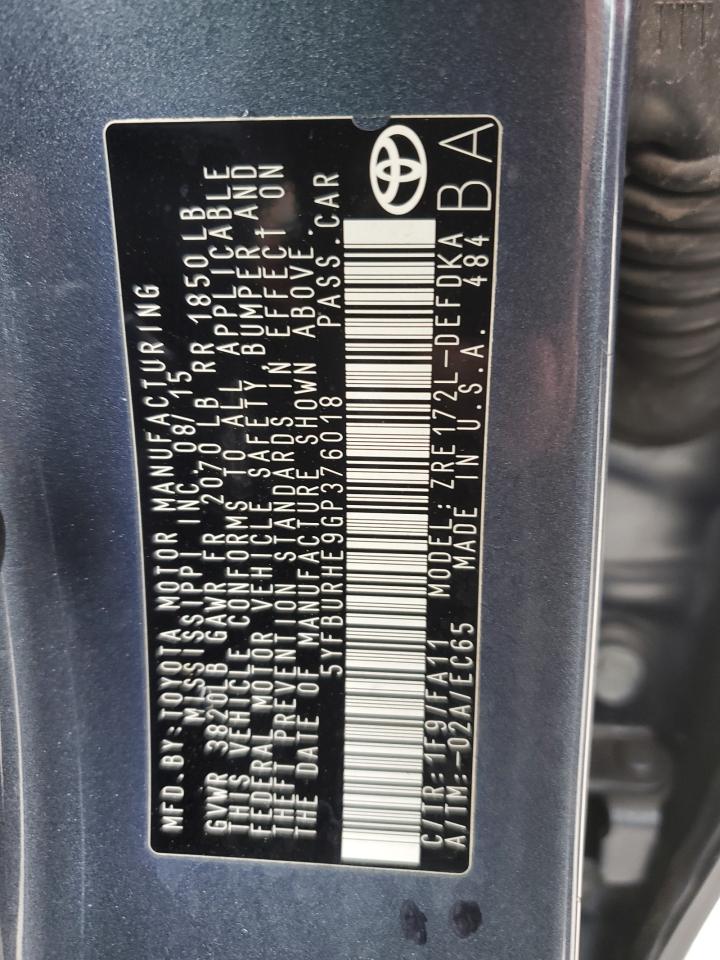 MFD.BY:TOYOTA MOTOR MANUFACTURING
MISSISSIPPI INC.08/15
GVWR 3820LB GAWR FR 2070 LB RR 1850LB
THIS VEHICLE CONFORMS TO ALL APPLICABLE
FEDERAL MOTOR VEHICLE SAFETY BUMPER AND
THEFT PREVENTION STANDARDS IN EFFECT ON
THE DATE OF MANUFACTURE SHOWN ABOVE.
5YFBURHE9GP376018 PASS.CAR
C/TR:1F9/FA11 MODEL:ZRE172L-DEFDKA
A/TM:-02A/EC65 MADE IN U.S.A. 484
BA